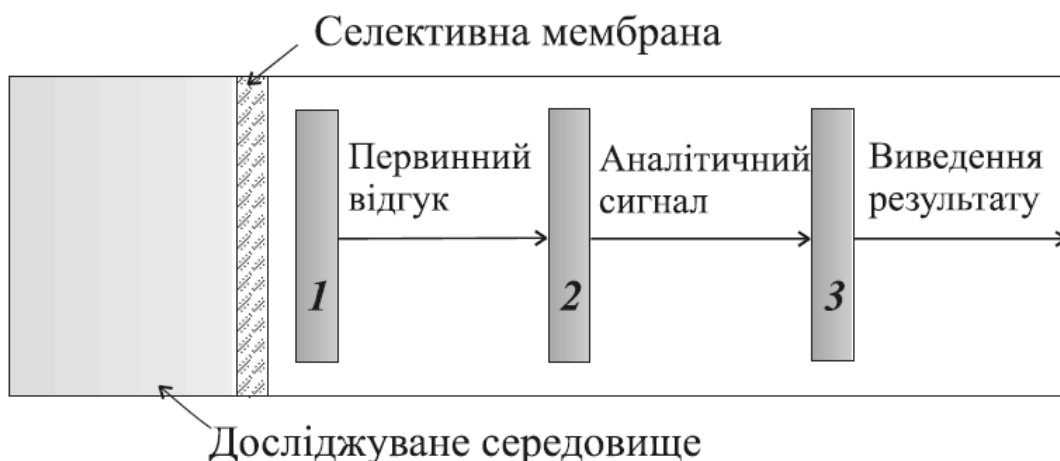 Селективна мембрана
Первинний
відгук
Аналітичний
сигнал
Виведення
результату
1
2
3
Досліджуване середовище